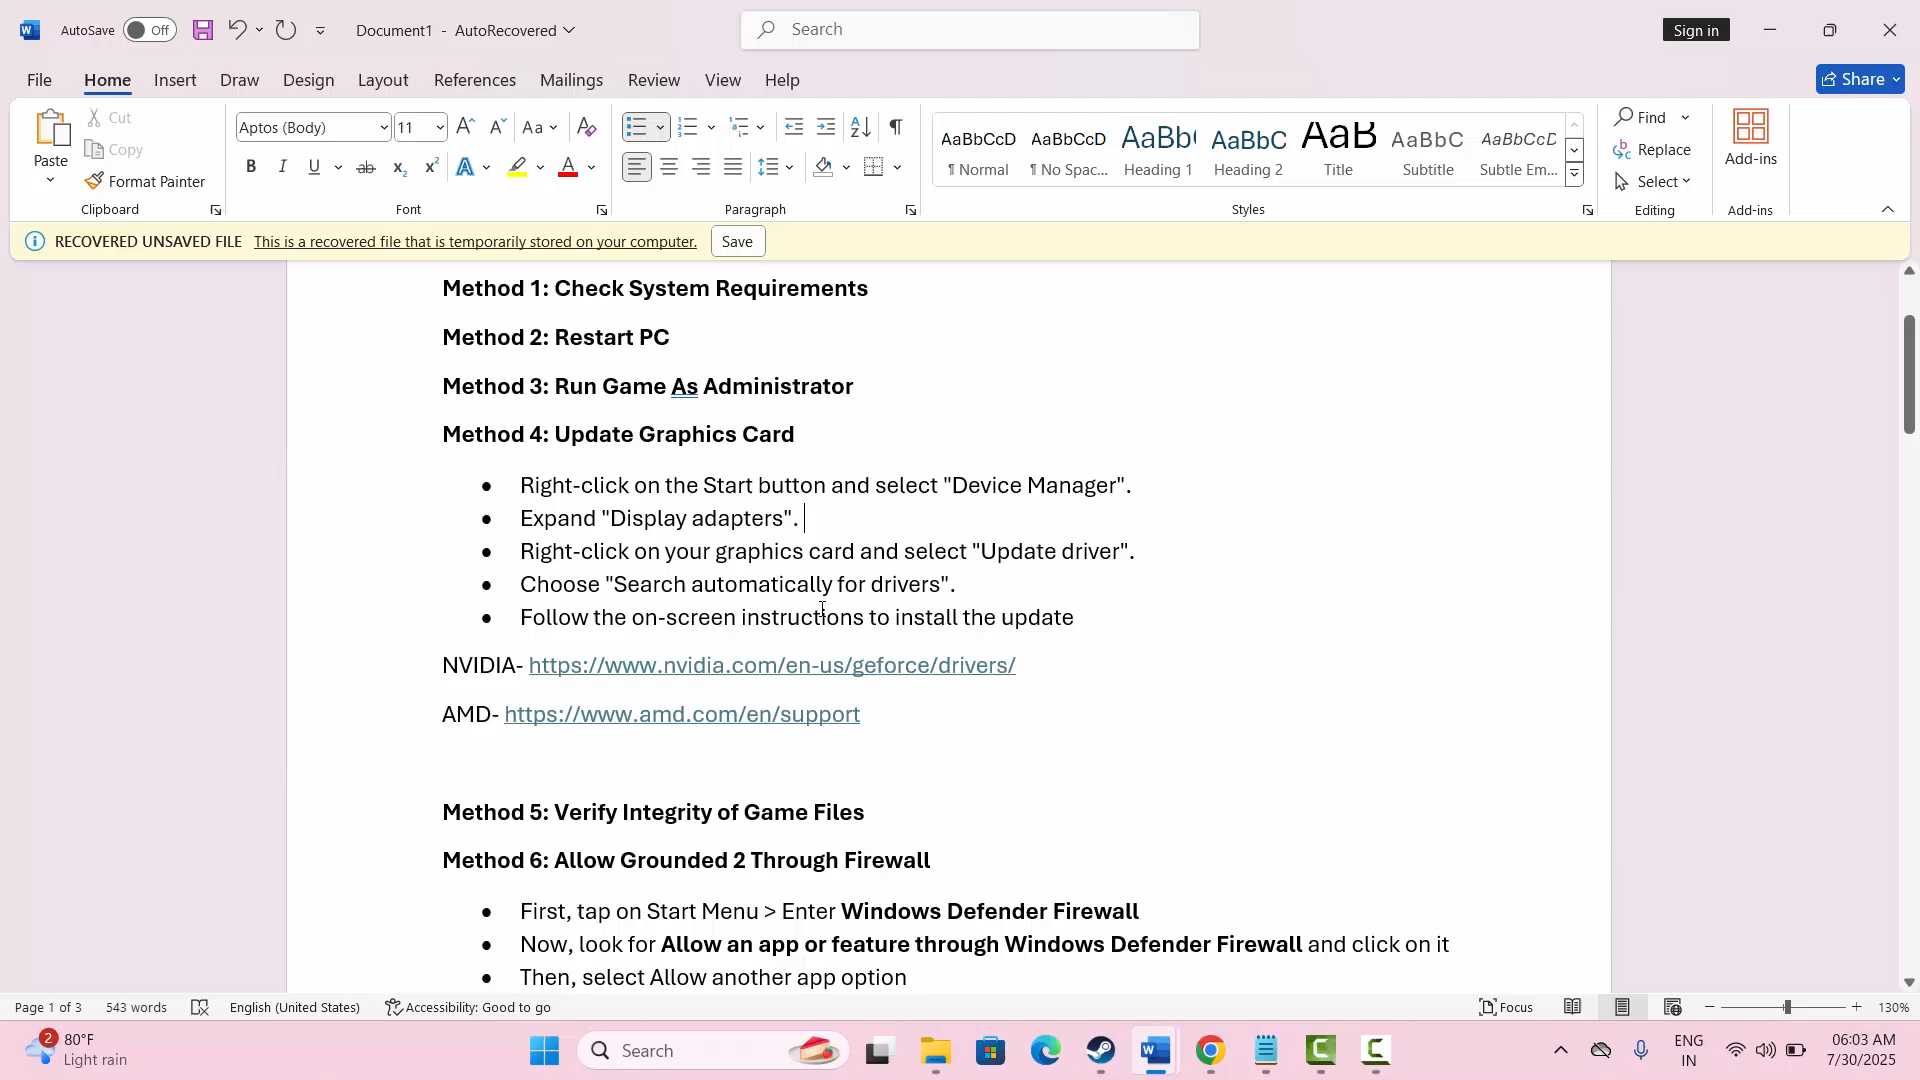 AutoSave Off Document1 - AutoRecovered Search Sign in
File Home Insert Draw Design Layout References Mailings Review View Help Share
Paste Cut Copy Format Painter
Aptos (Body) 11 Aa
B I U ab x₂ x² A A
AaBbCcD AaBbCcD AaBb( AaBbC AaB AaBbC AaBbCcD
¶ Normal ¶ No Spac... Heading 1 Heading 2 Title Subtitle Subtle Em...
Find Replace Select Add-ins
Clipboard Font Paragraph Styles Editing Add-ins
RECOVERED UNSAVED FILE This is a recovered file that is temporarily stored on your computer. Save
Method 1: Check System Requirements
Method 2: Restart PC
Method 3: Run Game As Administrator
Method 4: Update Graphics Card
● Right-click on the Start button and select "Device Manager".
● Expand "Display adapters".
● Right-click on your graphics card and select "Update driver".
● Choose "Search automatically for drivers".
● Follow the on-screen instructions to install the update
NVIDIA- https://www.nvidia.com/en-us/geforce/drivers/
AMD- https://www.amd.com/en/support
Method 5: Verify Integrity of Game Files
Method 6: Allow Grounded 2 Through Firewall
● First, tap on Start Menu > Enter Windows Defender Firewall
● Now, look for Allow an app or feature through Windows Defender Firewall and click on it
● Then, select Allow another app option
Page 1 of 3 543 words English (United States) Accessibility: Good to go Focus 130%
2 80°F Light rain
Search
ENG IN
06:03 AM
7/30/2025